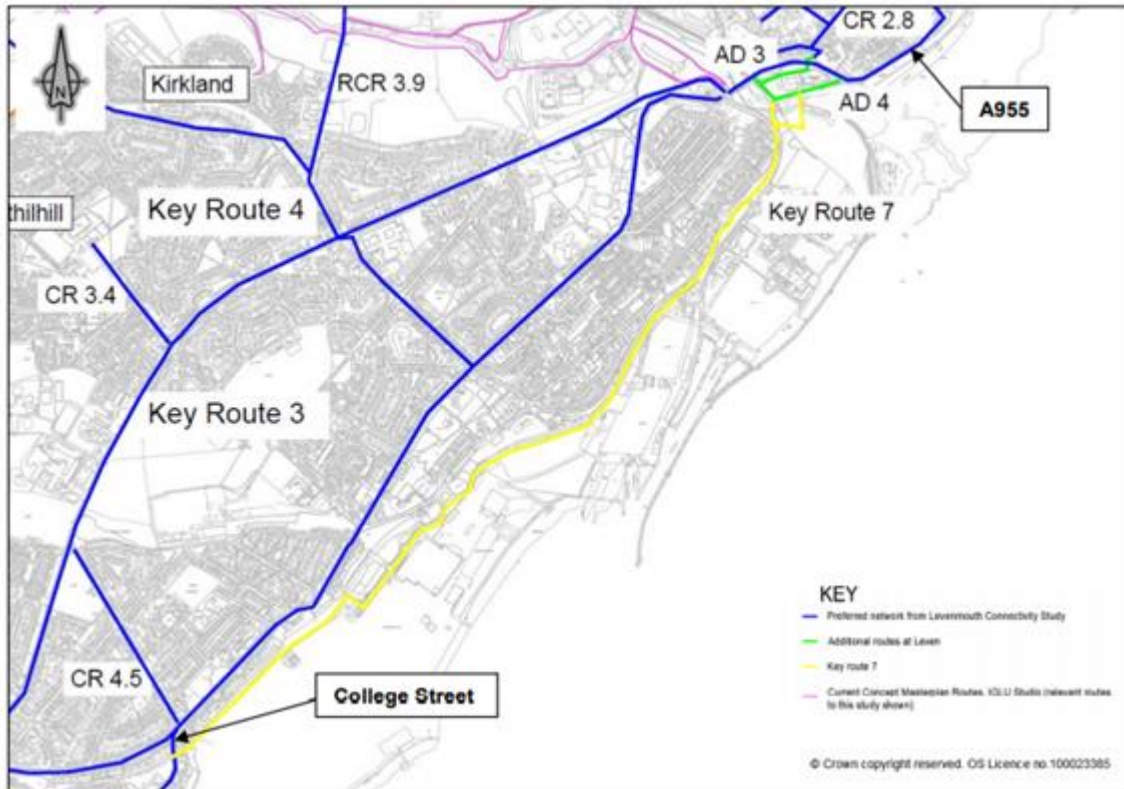 CR 2.8
AD 3
Kirkland
RCR 3.9
N
AD 4
A955
thilhill
Key Route 4
Key Route 7
CR 3.4
Key Route 3
KEY
Preferred network from Levenmouth Connectivity Study
Additional routes at Leven
Key route 7
Current Concept Masterplan Routes. IGLU Studio (relevant routes
to this study shown)
CR 4.5
College Street
© Crown copyright reserved. OS Licence no.100023385